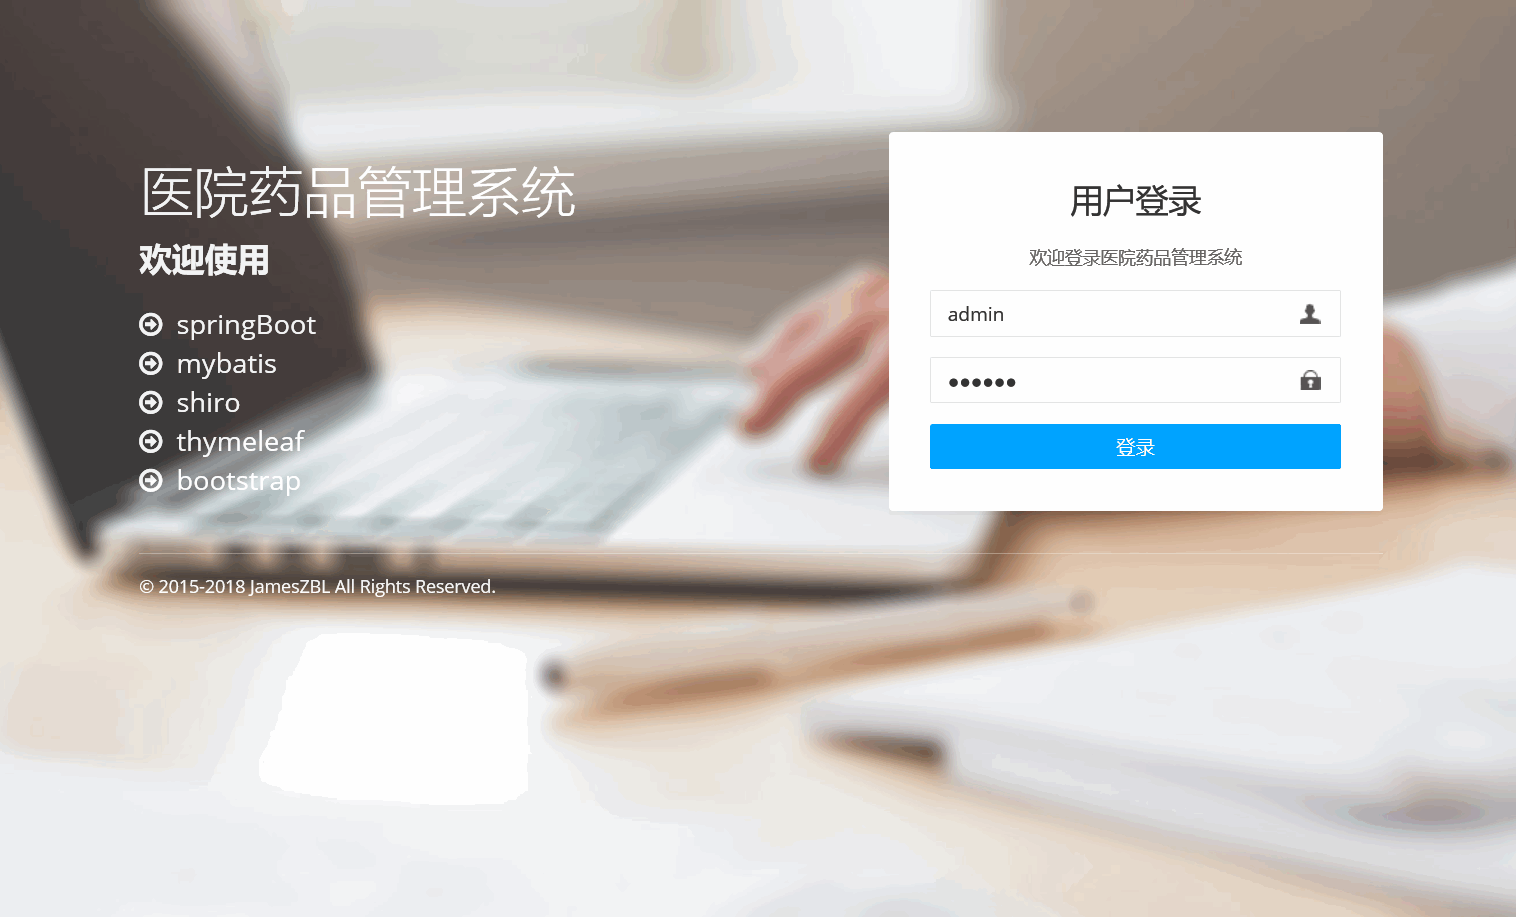 医院药品管理系统
欢迎使用
springBoot
mybatis
shiro
thymeleaf
bootstrap
用户登录
欢迎登录医院药品管理系统
admin
●●●●●●
登录
© 2015-2018 JamesZBL All Rights Reserved.